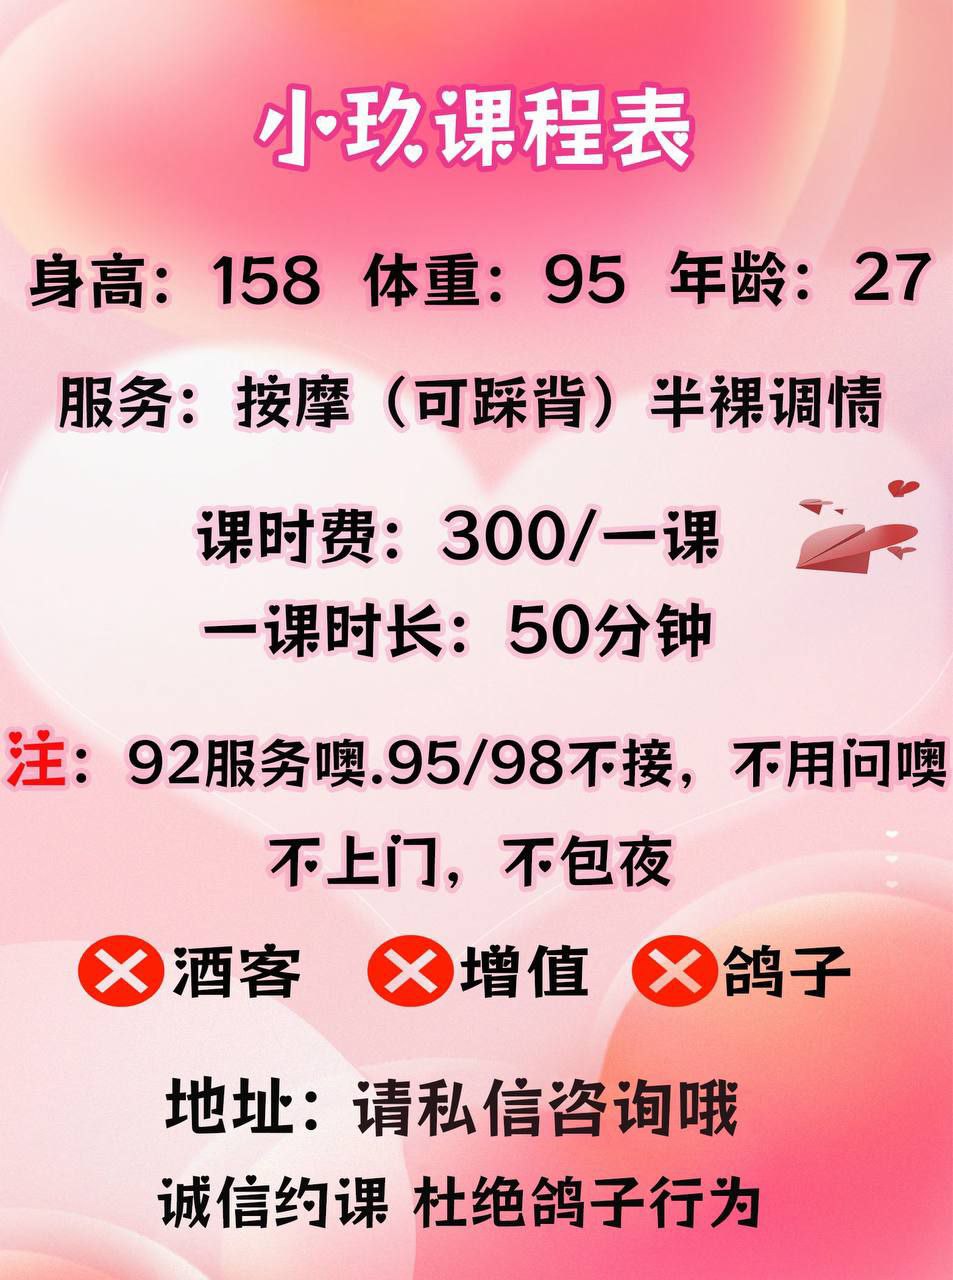 小玖课程表
身高：158 体重：95 年龄：27
服务：按摩（可踩背）半裸调情
课时费：300/一课
一课时长：50分钟
注：92服务噢.95/98不接，不用问噢
不上门，不包夜
酒客 增值 鸽子
地址：请私信咨询哦
诚信约课 杜绝鸽子行为